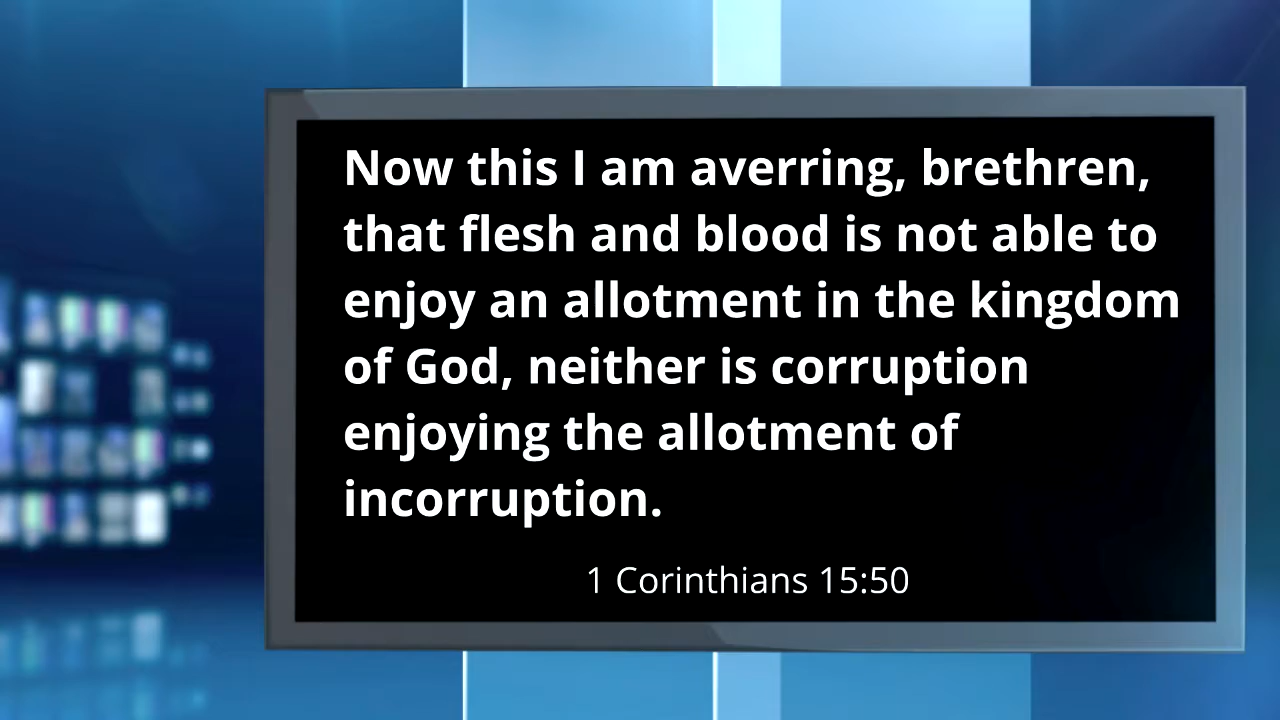 Now this I am averring, brethren,
that flesh and blood is not able to
enjoy an allotment in the kingdom
of God, neither is corruption
enjoying the allotment of
incorruption.
1 Corinthians 15:50